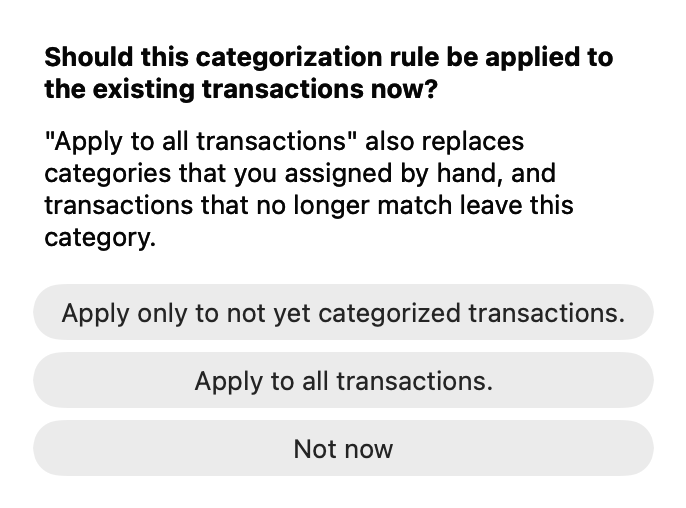 Should this categorization rule be applied to
the existing transactions now?
"Apply to all transactions" also replaces
categories that you assigned by hand, and
transactions that no longer match leave this
category.
Apply only to not yet categorized transactions.
Apply to all transactions.
Not now